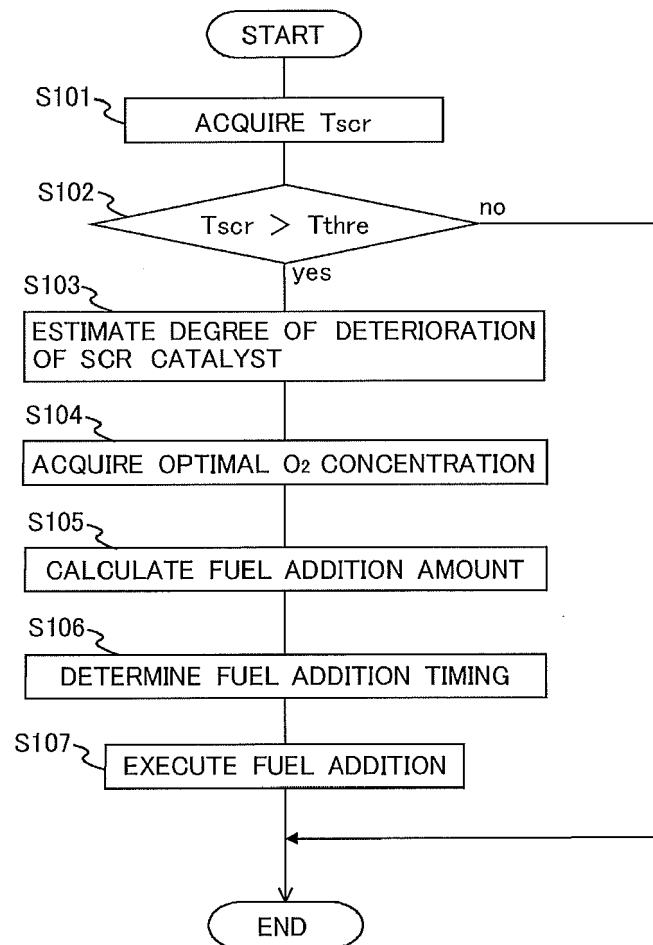 START
S101
ACQUIRE Tscr
S102
Tscr > Tthre
no
yes
S103
ESTIMATE DEGREE OF DETERIORATION
OF SCR CATALYST
S104
ACQUIRE OPTIMAL O2 CONCENTRATION
S105
CALCULATE FUEL ADDITION AMOUNT
S106
DETERMINE FUEL ADDITION TIMING
S107
EXECUTE FUEL ADDITION
END